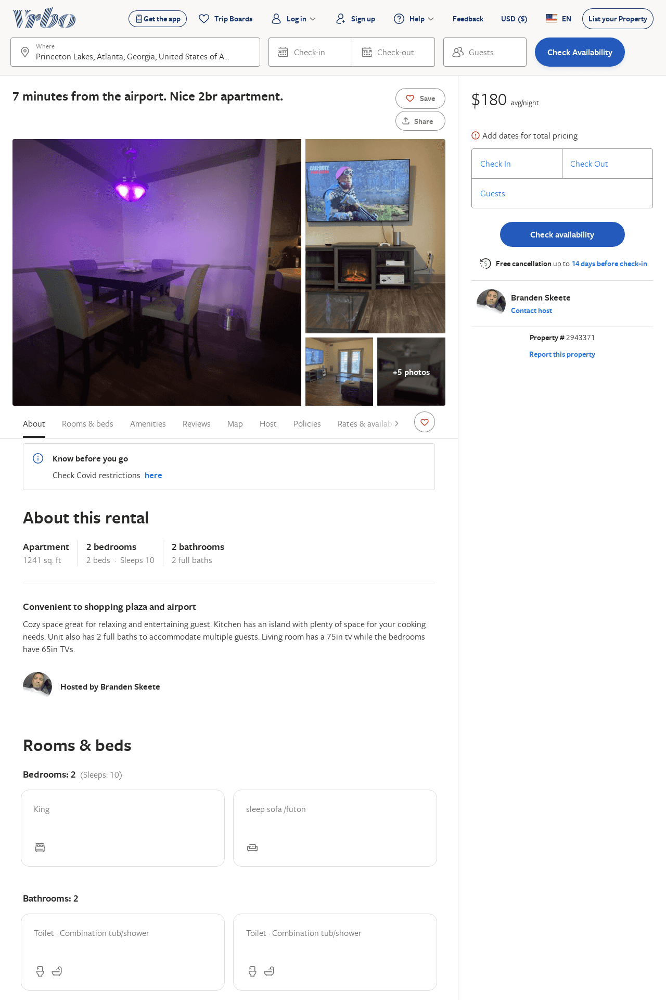 Vrbo
Get the app
Trip Boards
Log in
Sign up
Help
Feedback
USD ($)
EN
List your Property
Where
Princeton Lakes, Atlanta, Georgia, United States of A...
Check-in
Check-out
Guests
Check Availability
7 minutes from the airport. Nice 2br apartment.
Save
Share
CALL OF DUTY
+5 photos
$180 avg/night
Add dates for total pricing
Check In
Check Out
Guests
Check availability
Free cancellation up to 14 days before check-in
Branden Skeete
Contact host
Property # 2943371
Report this property
About
Rooms & beds
Amenities
Reviews
Map
Host
Policies
Rates & availab
Know before you go
Check Covid restrictions here
About this rental
Apartment
1241 sq. ft
2 bedrooms
2 beds · Sleeps 10
2 bathrooms
2 full baths
Convenient to shopping plaza and airport
Cozy space great for relaxing and entertaining guest. Kitchen has an island with plenty of space for your cooking
needs. Unit also has 2 full baths to accommodate multiple guests. Living room has a 75in tv while the bedrooms
have 65in TVs.
Hosted by Branden Skeete
Rooms & beds
Bedrooms: 2 (Sleeps: 10)
King
sleep sofa /futon
Bathrooms: 2
Toilet · Combination tub/shower
Toilet · Combination tub/shower